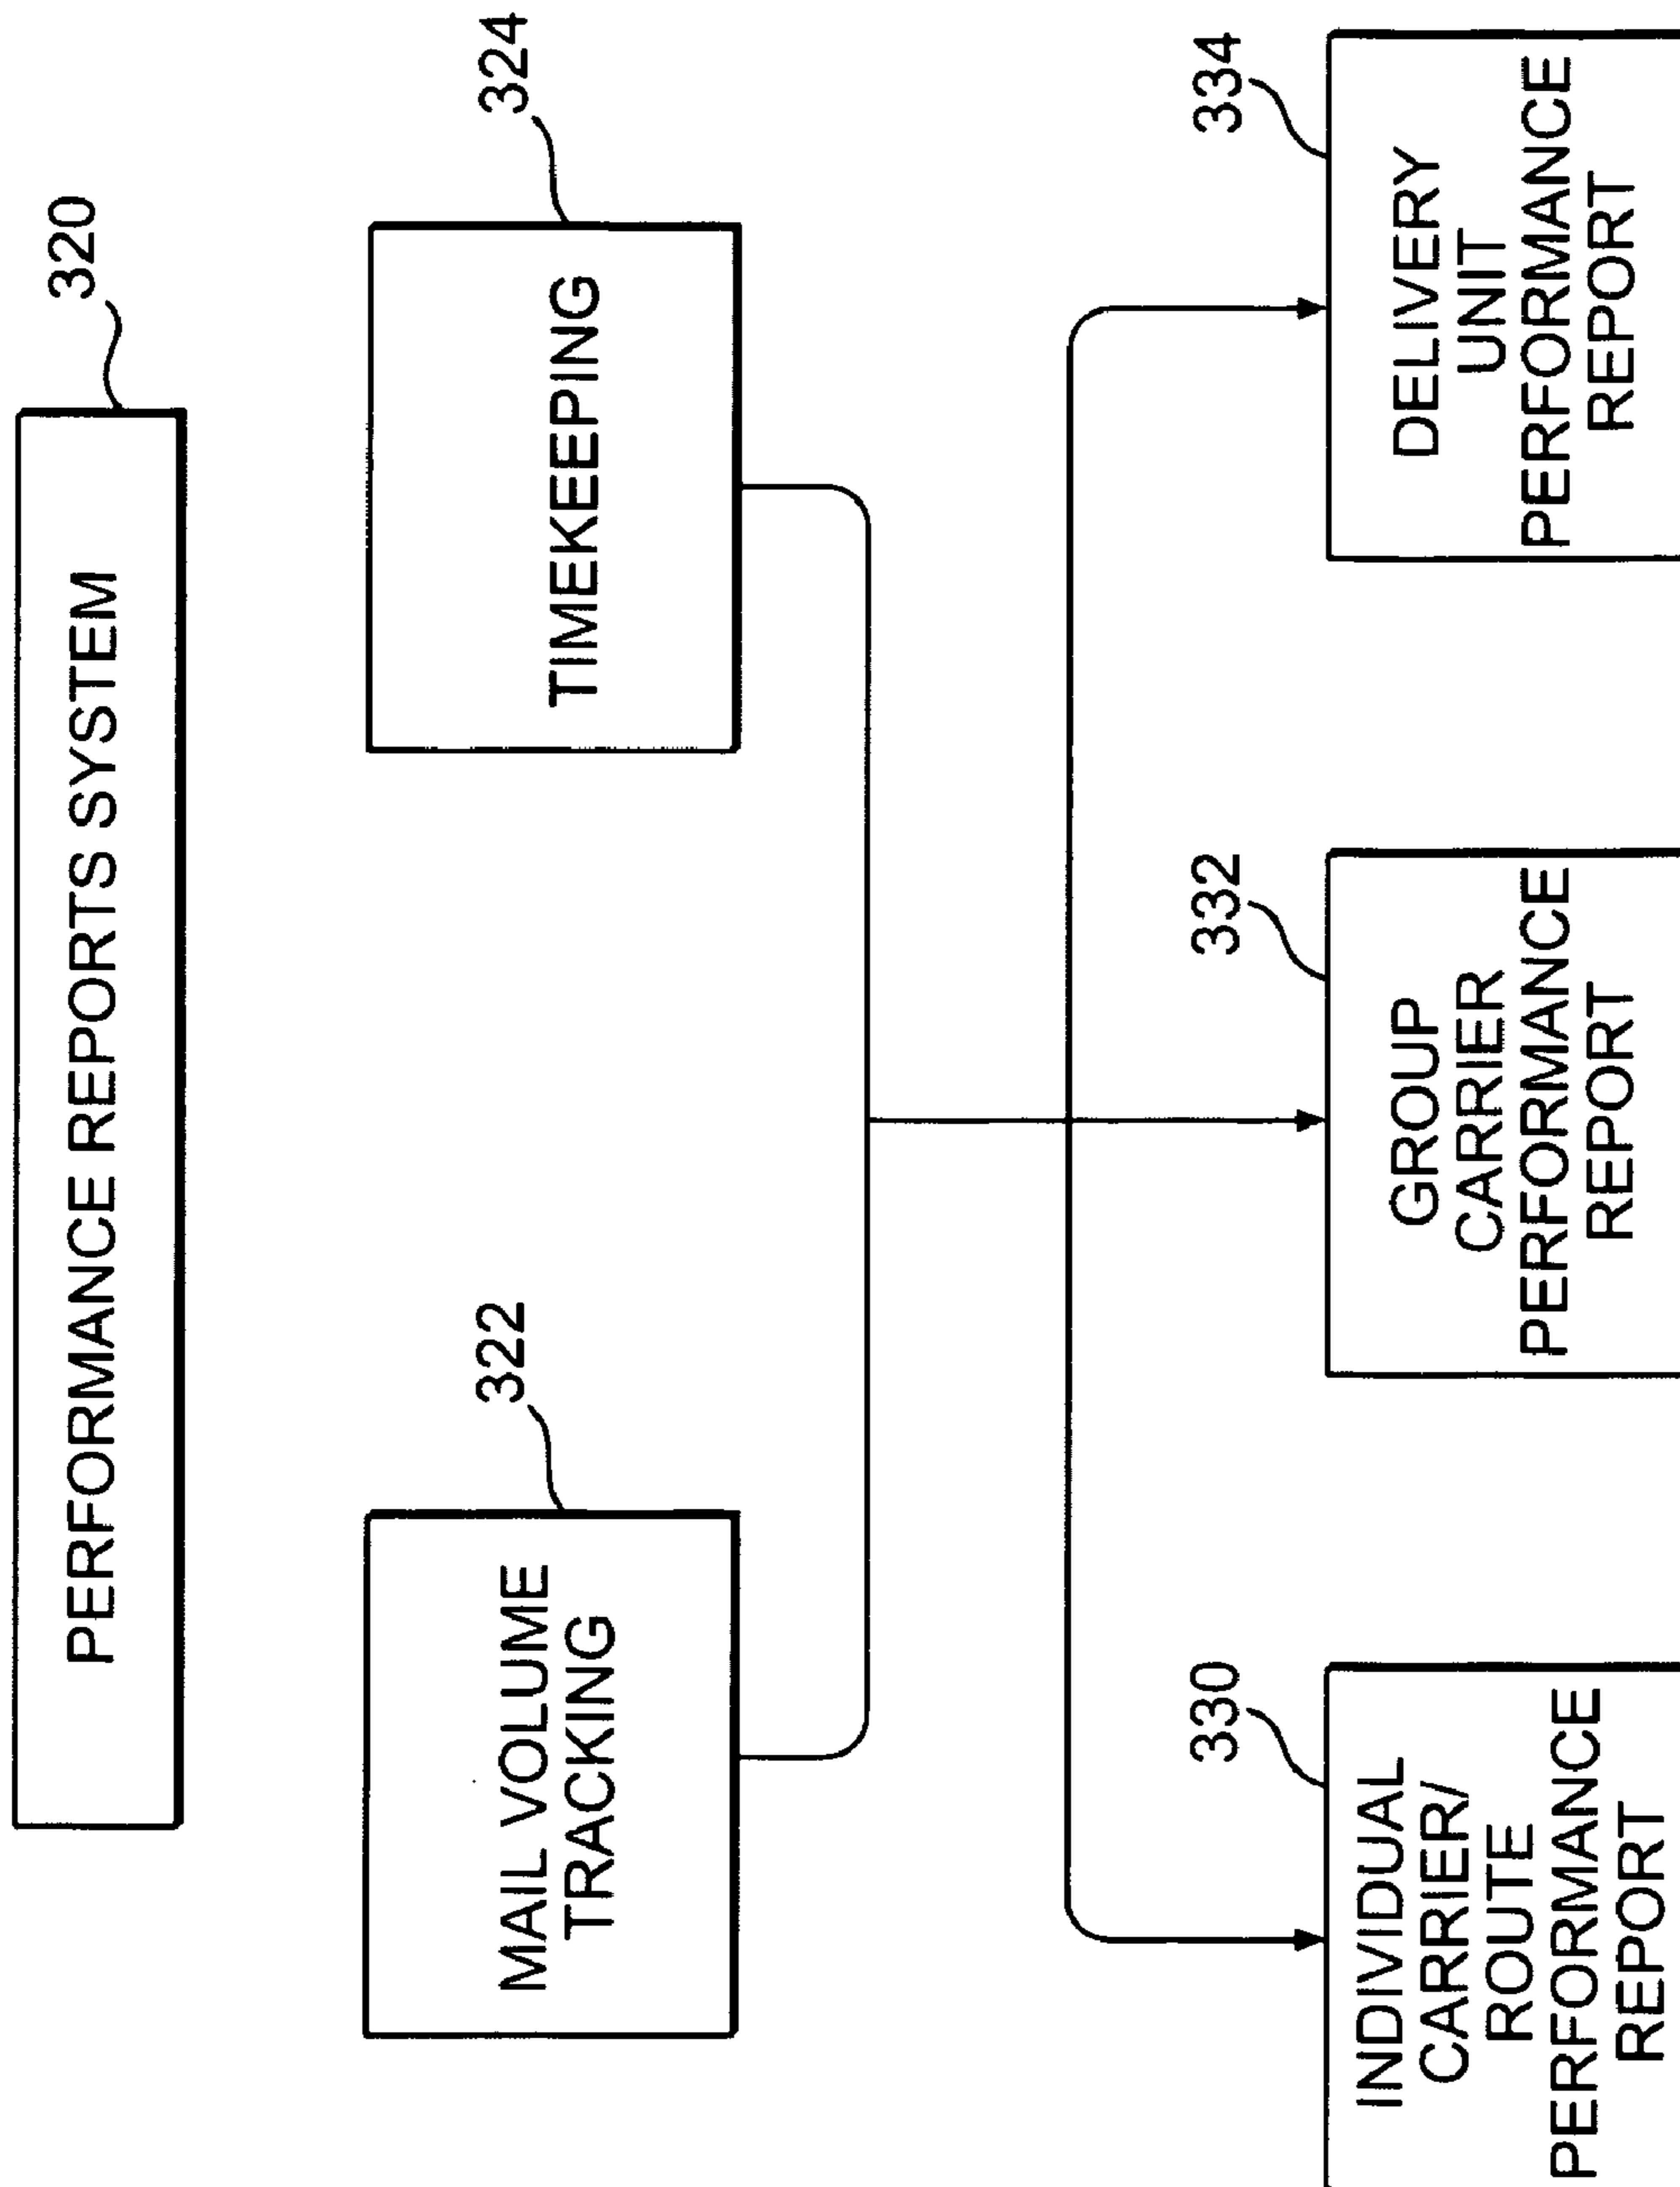 PERFORMANCE REPORTS SYSTEM
320
MAIL VOLUME
TRACKING
322
TIMEKEEPING
324
INDIVIDUAL
CARRIER/
ROUTE
PERFORMANCE
REPORT
330
GROUP
CARRIER
PERFORMANCE
REPORT
332
DELIVERY
UNIT
PERFORMANCE
REPORT
334